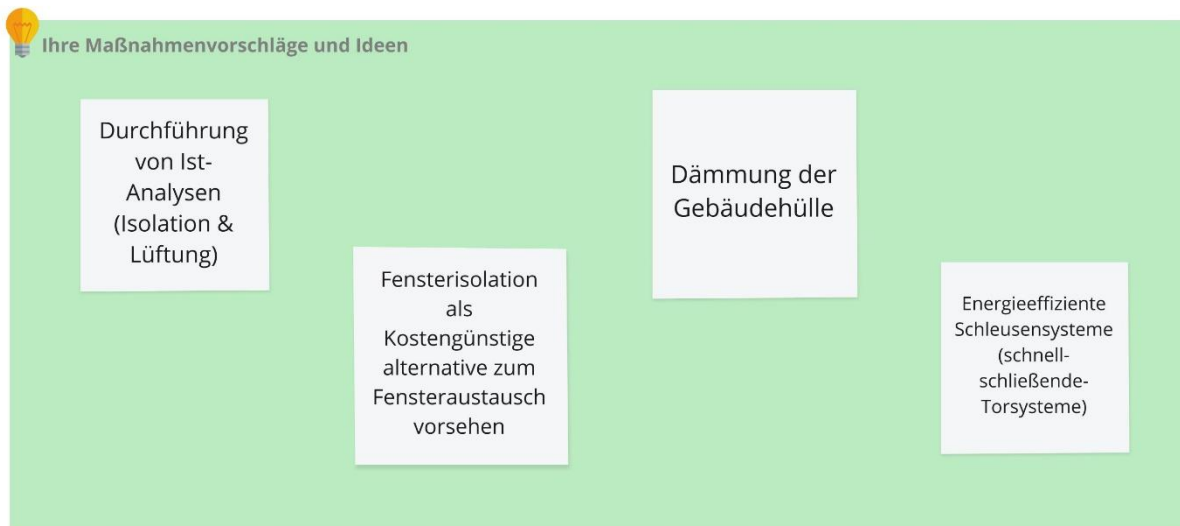 Ihre Maßnahmenvorschläge und Ideen
Durchführung
von Ist-
Analysen
(Isolation &
Lüftung)
Fensterisolation
als
Kostengünstige
alternative zum
Fensteraustausch
vorsehen
Dämmung der
Gebäudehülle
Energieeffiziente
Schleusensysteme
(schnell-
schließende-
Torsysteme)